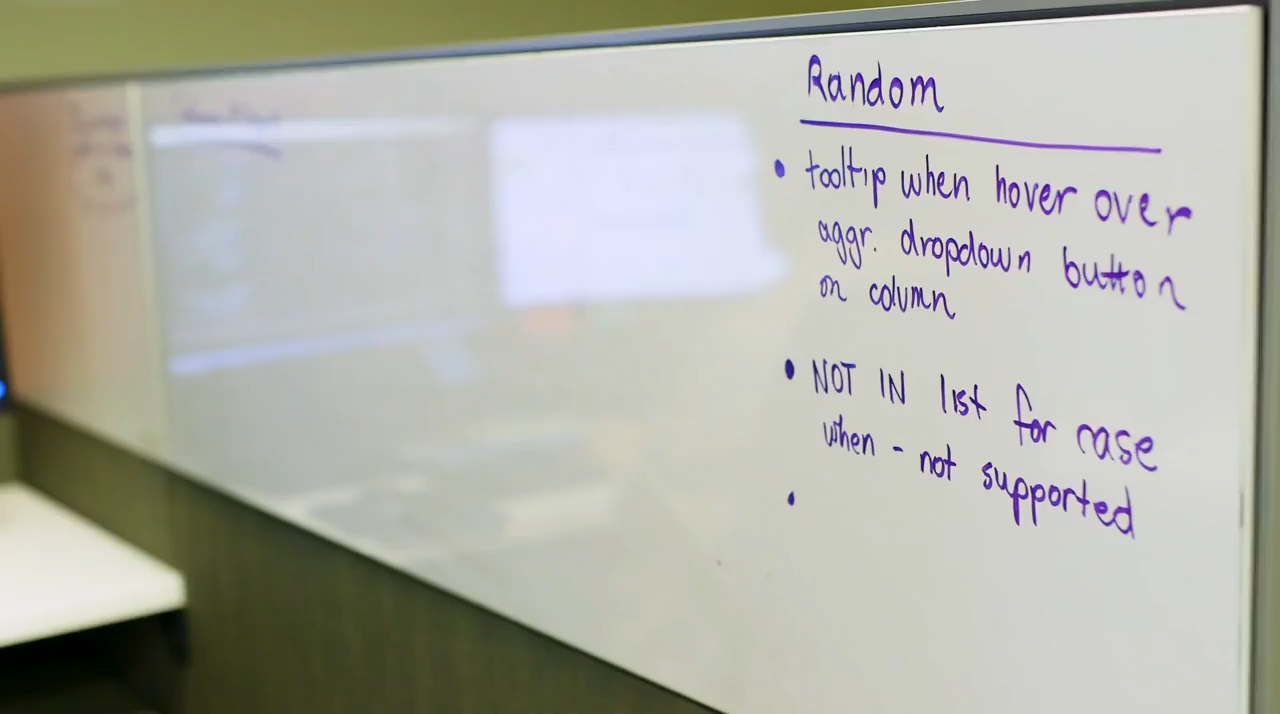 Random
• tooltip when hover over
aggr. dropdown button
on column
• NOT IN list for case
when - not supported
•